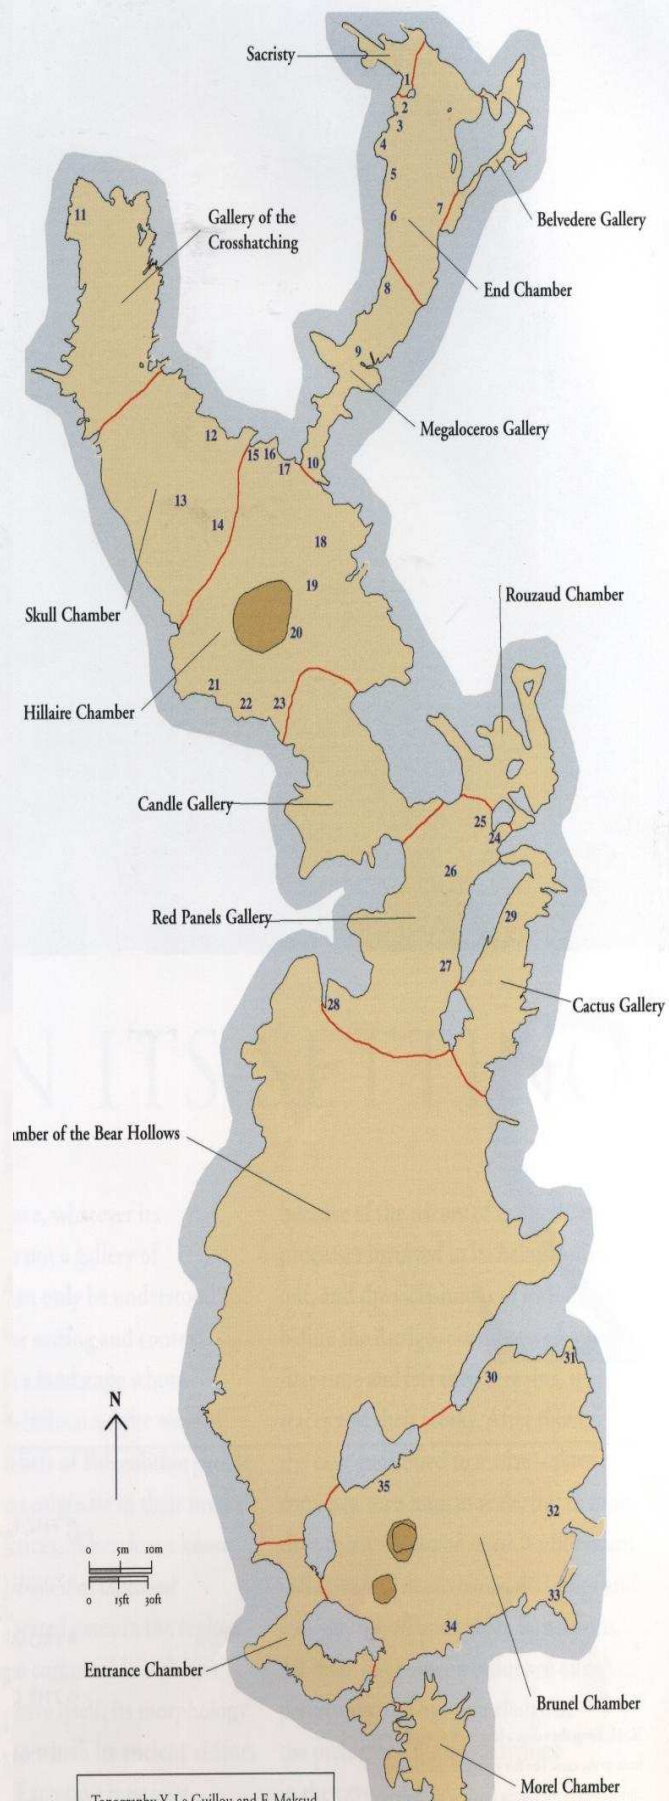 Sacristy
1
2
3
4
5
6
7
Belvedere Gallery
11
Gallery of the
Crosshatching
End Chamber
8
9
Megaloceros Gallery
12
15
16
17
10
13
14
18
19
20
Skull Chamber
Rouzaud Chamber
21
22
23
Hillaire Chamber
Candle Gallery
25
24
26
Red Panels Gallery
29
27
28
Cactus Gallery
mber of the Bear Hollows
31
30
N
35
32
0 5m 10m
0 15ft 30ft
33
34
Entrance Chamber
Brunel Chamber
Morel Chamber
Topography Y. Le Guillou and F. Maksud